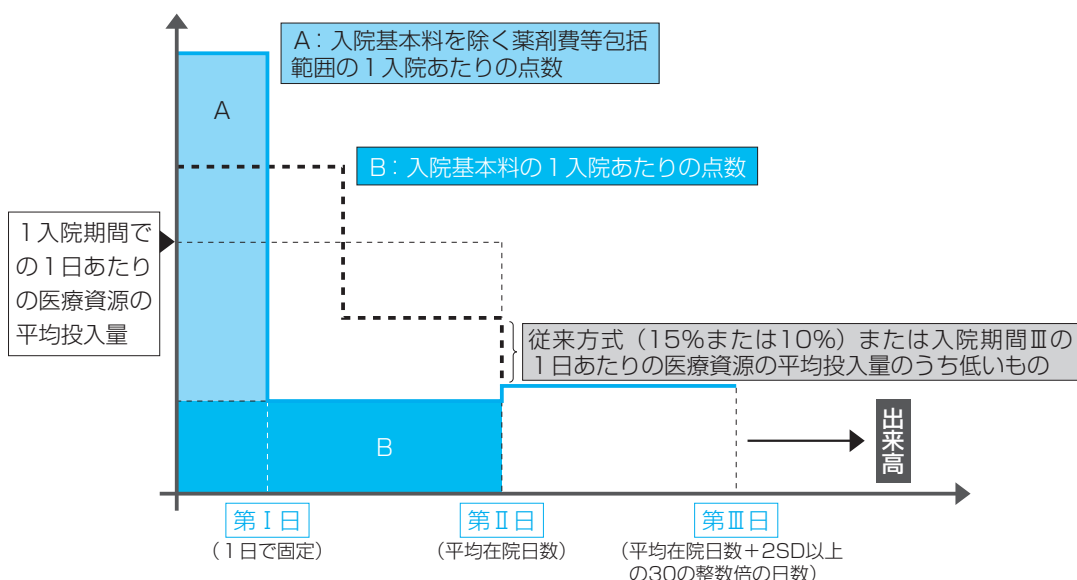 A：入院基本料を除く薬剤費等包括
範囲の１入院あたりの点数
A
B：入院基本料の１入院あたりの点数
１入院期間で
の１日あたり
の医療資源の
平均投入量
従来方式（15％または10％）または入院期間Ⅲの
１日あたりの医療資源の平均投入量のうち低いもの
B
出来高
第Ⅰ日
（１日で固定）
第Ⅱ日
（平均在院日数）
第Ⅲ日
（平均在院日数＋2SD以上
の30の整数倍の日数）